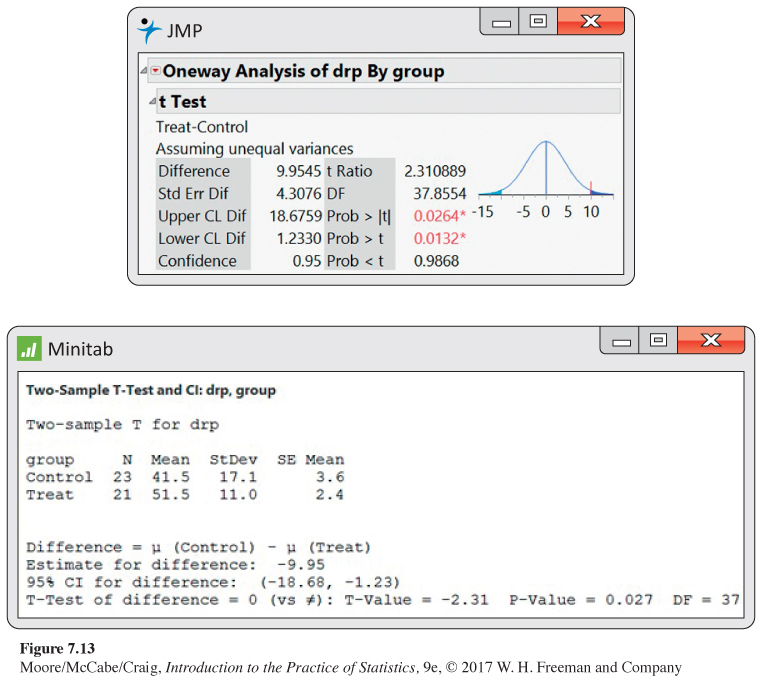 JMP
Oneway Analysis of drp By group
t Test
Treat-Control
Assuming unequal variances
Difference 9.9545 t Ratio 2.310889
Std Err Dif 4.3076 DF 37.8554
Upper CL Dif 18.6759 Prob > |t| 0.0264*
Lower CL Dif 1.2330 Prob > t 0.0132*
Confidence 0.95 Prob < t 0.9868
-15 -5 0 5 10
Minitab
Two-Sample T-Test and CI: drp, group
Two-sample T for drp
group N Mean StDev SE Mean
Control 23 41.5 17.1 3.6
Treat 21 51.5 11.0 2.4
Difference = μ (Control) - μ (Treat)
Estimate for difference: -9.95
95% CI for difference: (-18.68, -1.23)
T-Test of difference = 0 (vs ≠): T-Value = -2.31 P-Value = 0.027 DF = 37
Figure 7.13
Moore/McCabe/Craig, Introduction to the Practice of Statistics, 9e, © 2017 W. H. Freeman and Company